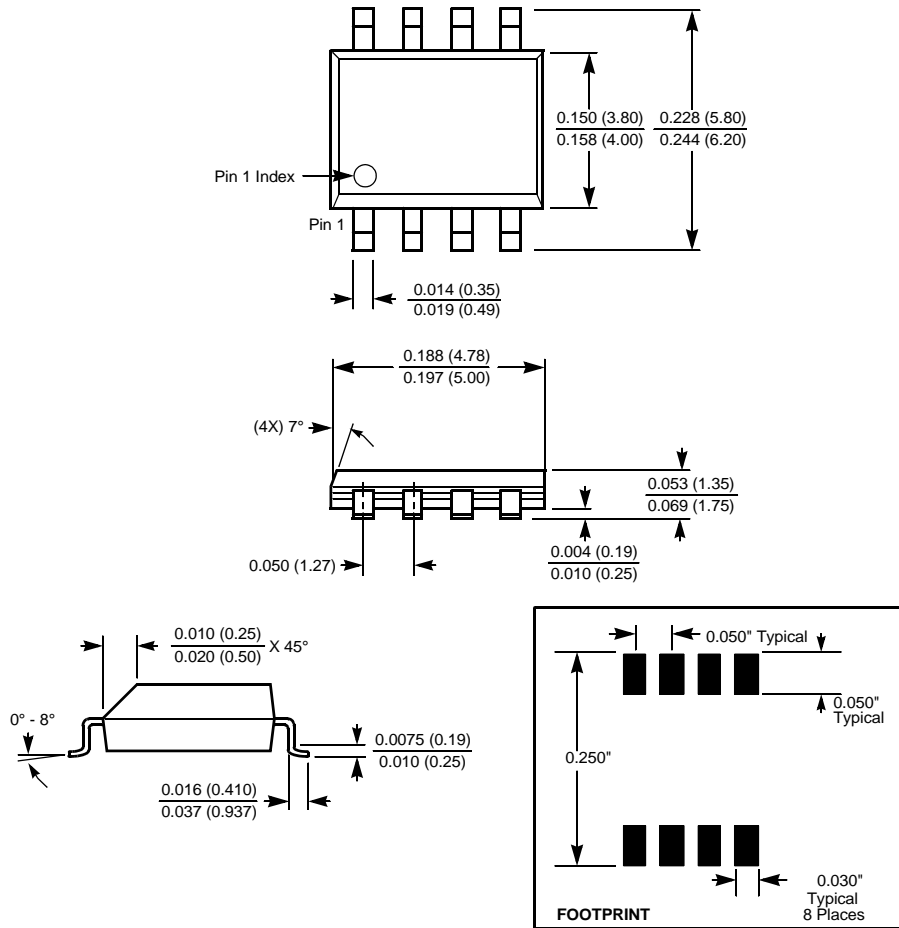 0.150 (3.80)
0.158 (4.00)
0.228 (5.80)
0.244 (6.20)
Pin 1 Index
Pin 1
0.014 (0.35)
0.019 (0.49)
0.188 (4.78)
0.197 (5.00)
(4X) 7°
0.053 (1.35)
0.069 (1.75)
0.050 (1.27)
0.004 (0.19)
0.010 (0.25)
0.010 (0.25)
0.020 (0.50)
X 45°
0° - 8°
0.0075 (0.19)
0.010 (0.25)
0.016 (0.410)
0.037 (0.937)
0.050" Typical
0.050"
Typical
0.250"
0.030"
Typical
8 Places
FOOTPRINT